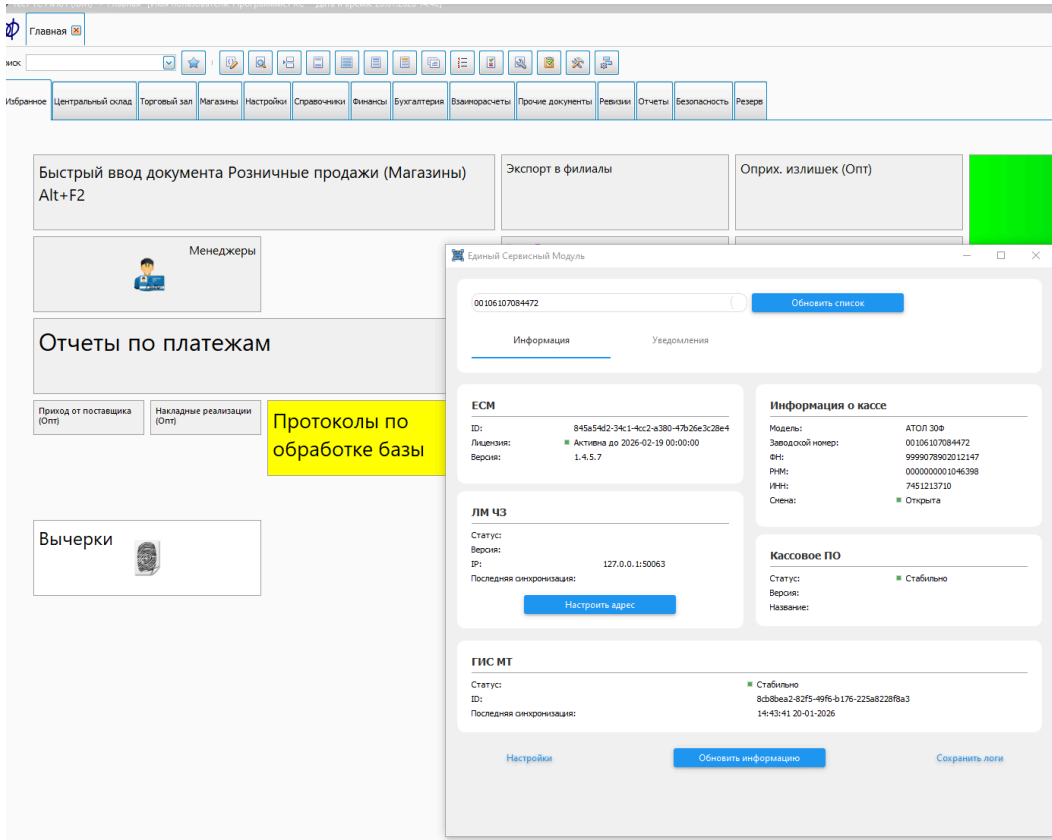 Главная
Избранное Центральный склад Торговый зал Магазины Настройки Справочники Финансы Бухгалтерия Взаиморасчеты Прочие документы Ревизии Отчеты Безопасность Резерв
Быстрый ввод документа Розничные продажи (Магазины)
Alt+F2
Экспорт в филиалы
Оприх. излишек (Опт)
Менеджеры
Отчеты по платежам
Приход от поставщика
(Опт)
Накладные реализации
(Опт)
Протоколы по
обработке базы
Вычерки
Единый Сервисный Модуль
00106107084472
Обновить список
Информация
Уведомления
ЕСМ
ID: 845a54d2-34c1-4cc2-a380-47b26e3c28e4
Лицензия: Активна до 2026-02-19 00:00:00
Версия: 1.4.5.7
Информация о кассе
Модель: АТОЛ 30Ф
Заводской номер: 00106107084472
ФН: 9999078902012147
РНМ: 0000000001046398
ИНН: 7451213710
Смена: Открыта
ЛМ ЧЗ
Статус:
Версия:
IP: 127.0.0.1:50063
Последняя синхронизация:
Настроить адрес
Кассовое ПО
Статус: Стабильно
Версия:
Название:
ГИС МТ
Статус: Стабильно
ID: 8cb8bea2-82f5-49f6-b176-225a8228f8a3
Последняя синхронизация: 14:43:41 20-01-2026
Настройки
Обновить информацию
Сохранить логи